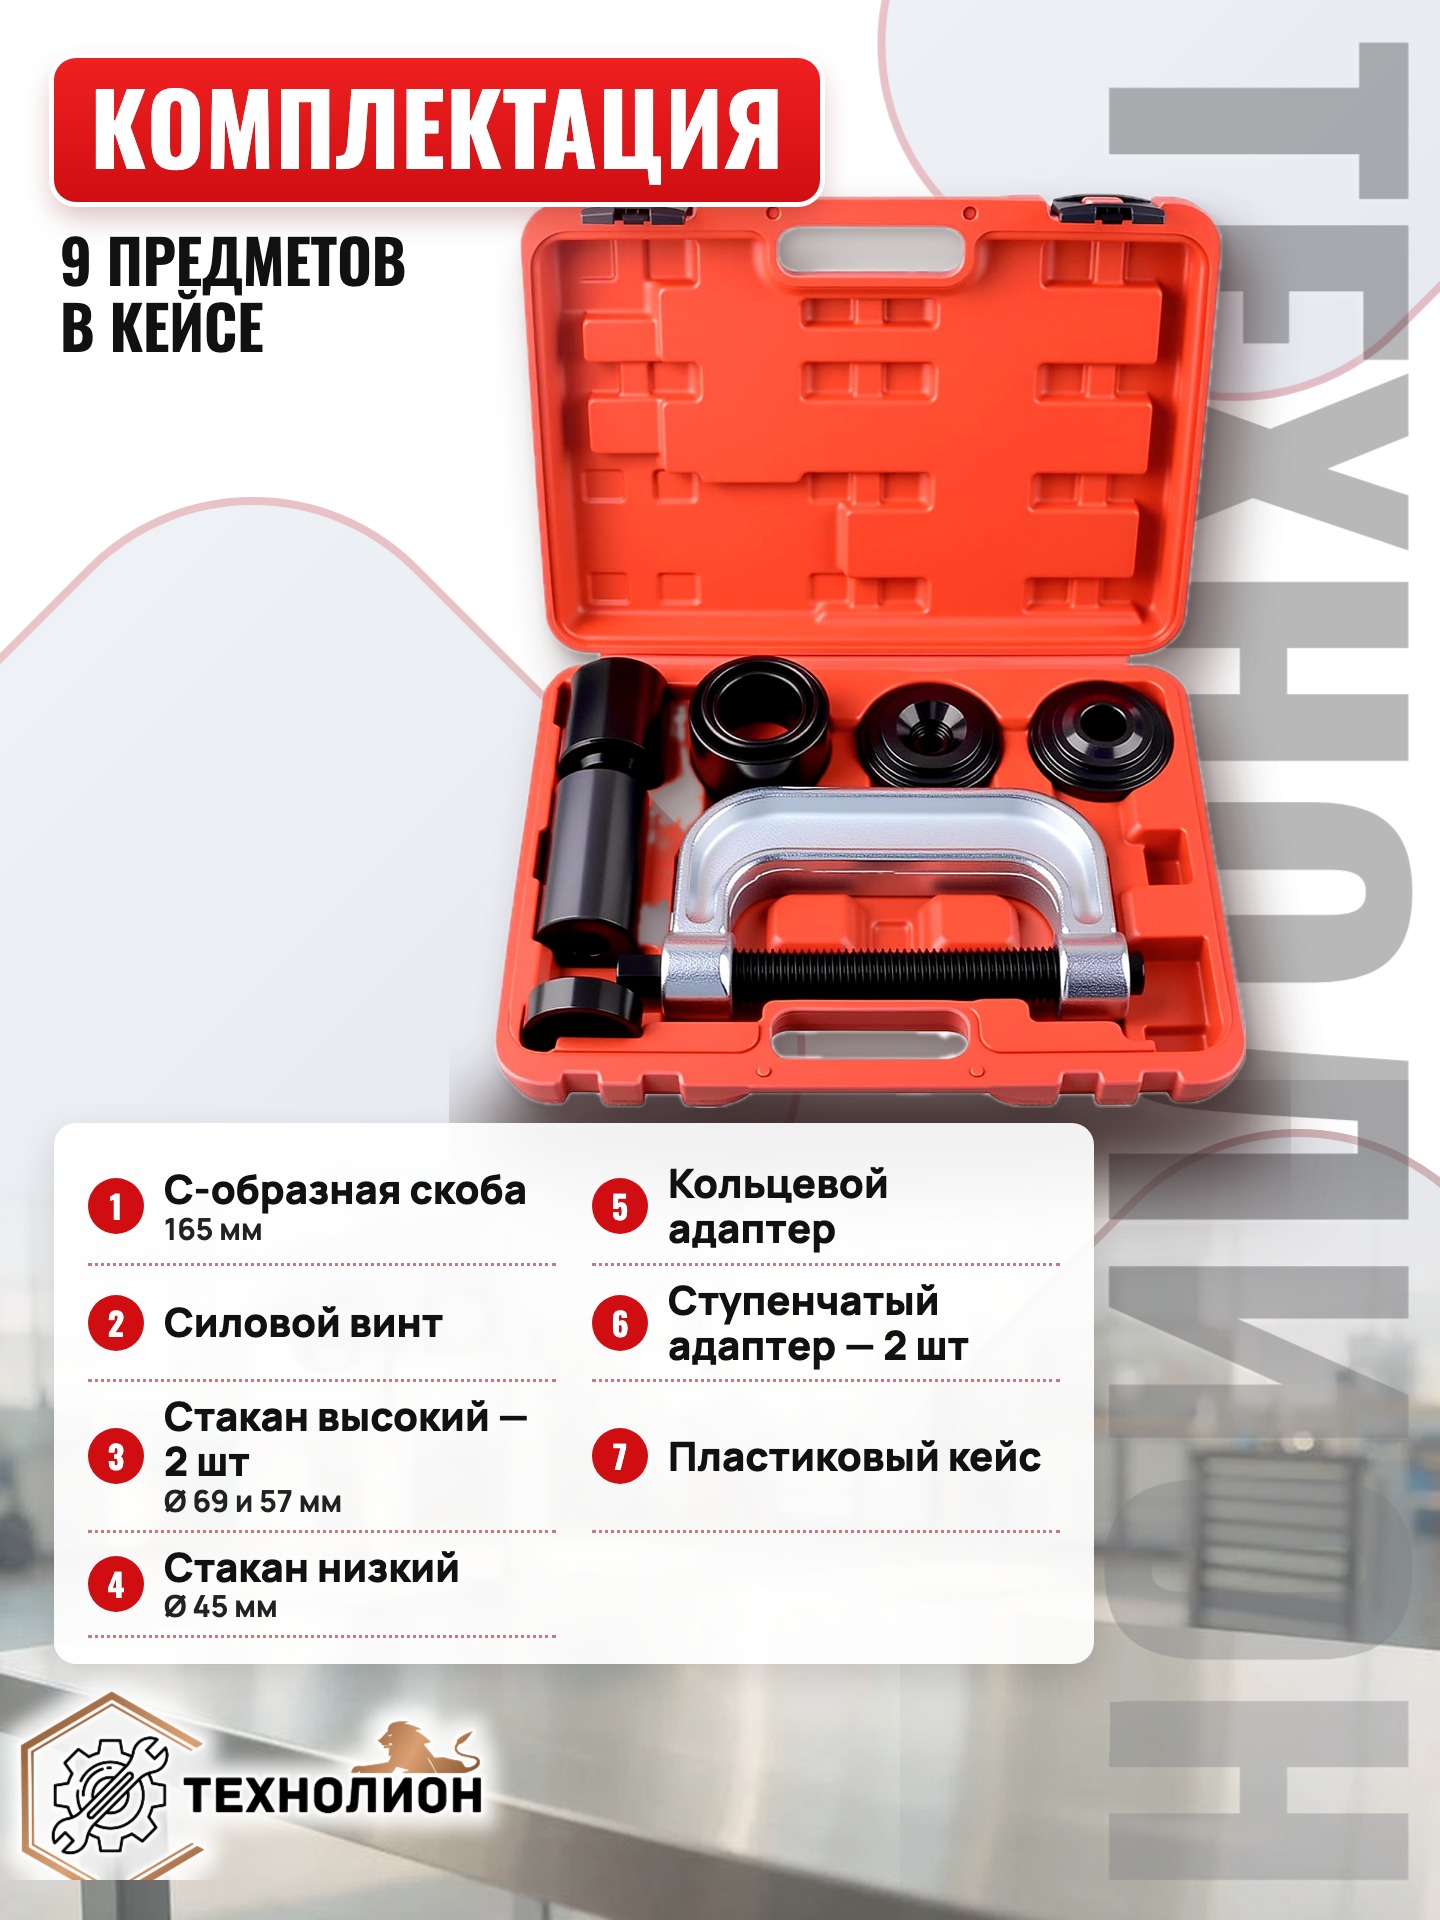 КОМПЛЕКТАЦИЯ
9 ПРЕДМЕТОВ
В КЕЙСЕ
1 С-образная скоба
165 мм
2 Силовой винт
3 Стакан высокий —
2 шт
Ø 69 и 57 мм
4 Стакан низкий
Ø 45 мм
5 Кольцевой
адаптер
6 Ступенчатый
адаптер — 2 шт
7 Пластиковый кейс
ТЕХНОЛИОН
ТЕХНОЛИОН